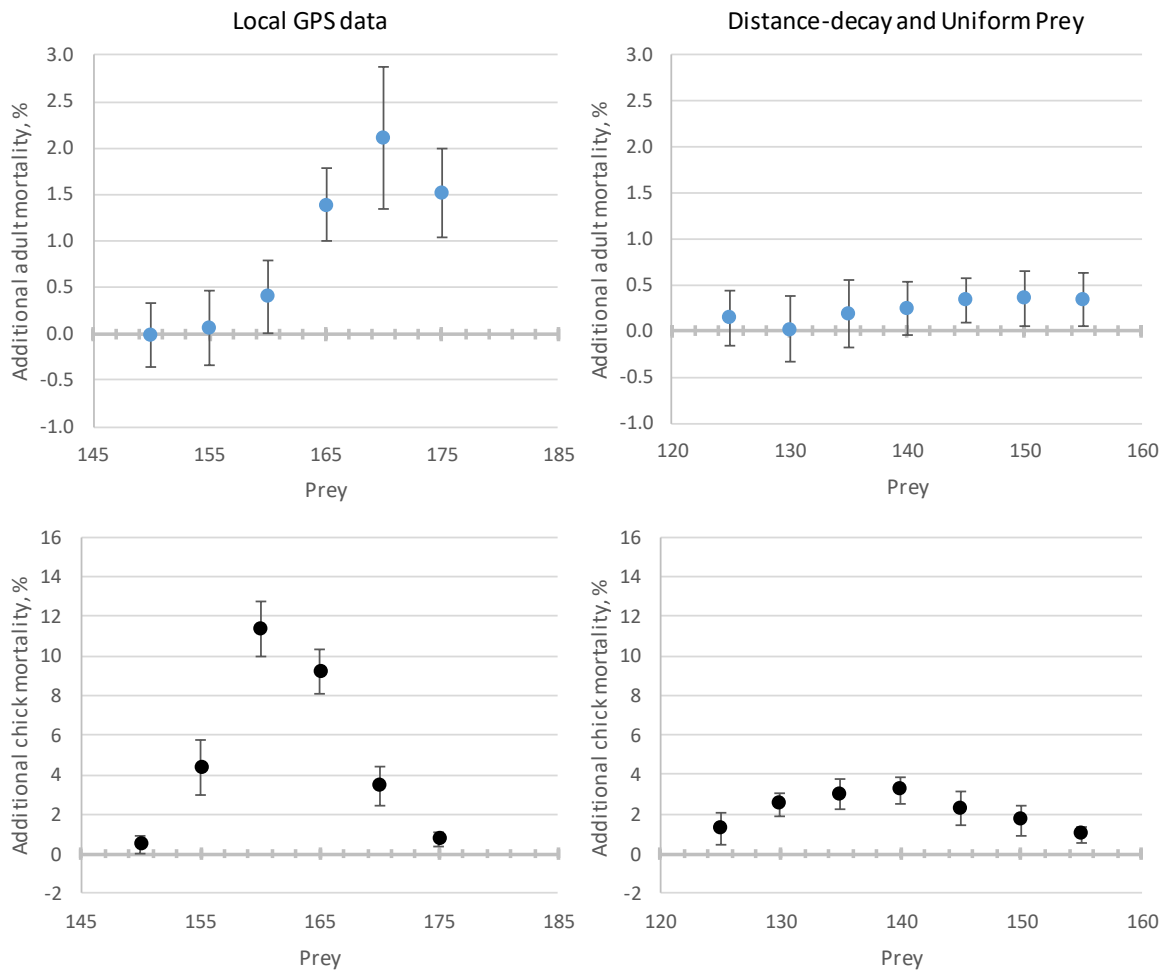 Local GPS data
Distance-decay and Uniform Prey
Additional adult mortality, %
3.0
2.5
2.0
1.5
1.0
0.5
0.0
-0.5
-1.0
145 155 165 175 185
Prey
Additional adult mortality, %
3.0
2.5
2.0
1.5
1.0
0.5
0.0
-0.5
-1.0
120 130 140 150 160
Prey
Additional chick mortality, %
16
14
12
10
8
6
4
2
0
-2
145 155 165 175 185
Prey
Additional chick mortality, %
16
14
12
10
8
6
4
2
0
-2
120 130 140 150 160
Prey